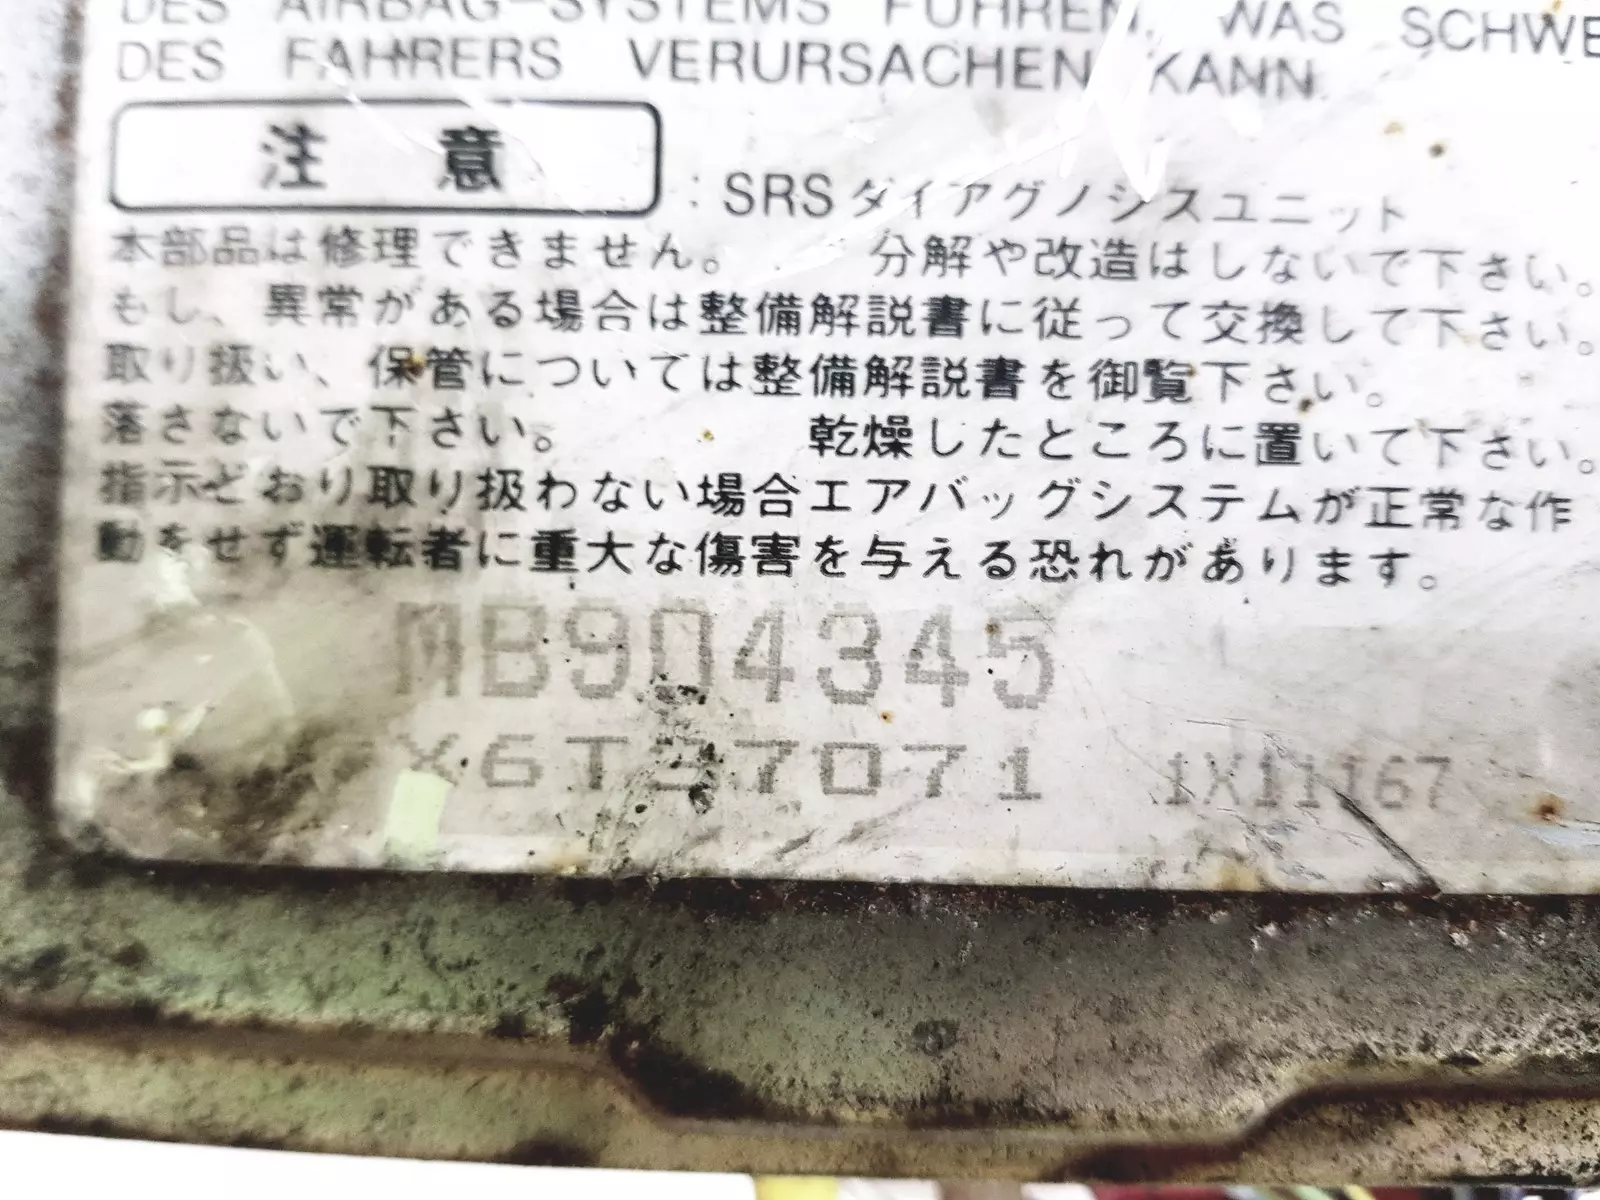 DES AIRBAG-SYSTEMS FÜHREN, WAS SCHWE
DES FAHRERS VERURSACHEN KANN.
注 意 : SRSダイアグノシスユニット
本部品は修理できません。 分解や改造はしないで下さい。
もし、異常がある場合は整備解説書に従って交換して下さい。
取り扱い、保管については整備解説書を御覧下さい。
落さないで下さい。 乾燥したところに置いて下さい。
指示どおり取り扱わない場合エアバッグシステムが正常な作
動をせず運転者に重大な傷害を与える恐れがあります。
MB904345
X6T37071 1X11167